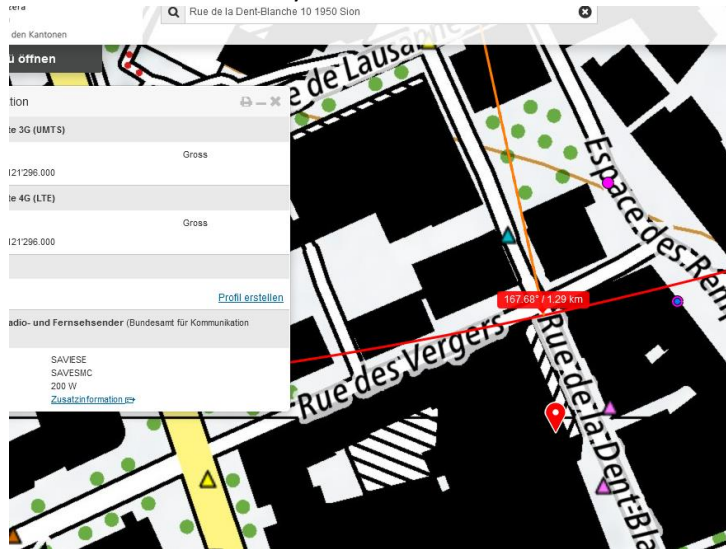 Rue de la Dent-Blanche 10 1950 Sion
den Kantonen
ü öffnen
tion
te 3G (UMTS)
Gross
121'296.000
te 4G (LTE)
Gross
121'296.000
Profil erstellen
adio- und Fernsehsender (Bundesamt für Kommunikation
SAVIESE
SAVESMC
200 W
Zusatzinformation
e de Lausanne
Espace des Rem
167.68° / 1.29 km
Rue des Vergers
Rue de la Dent-Bla